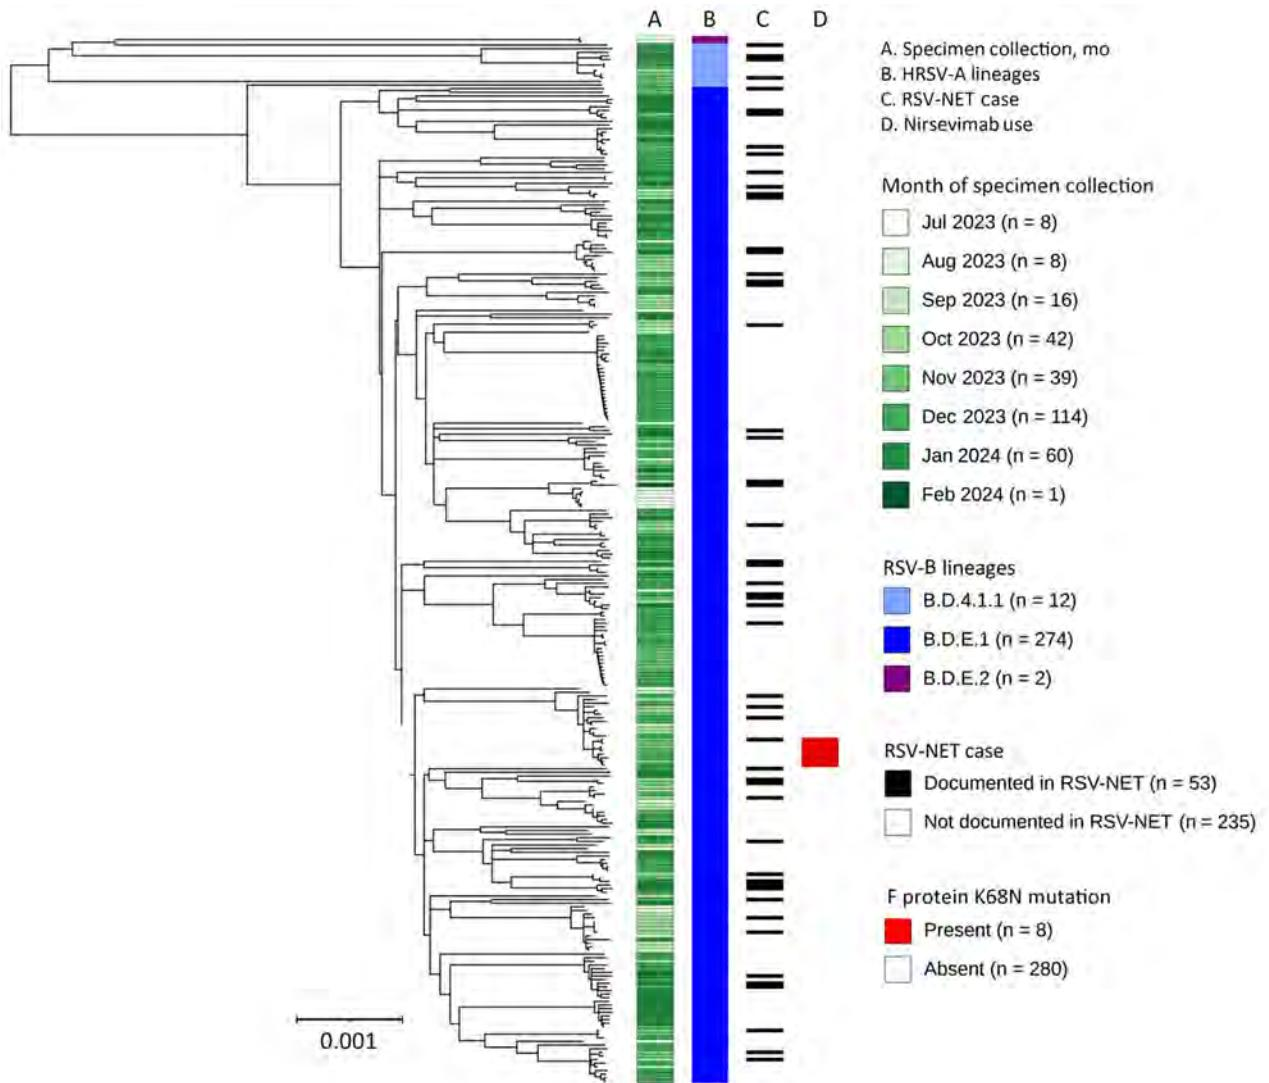 A B C D
A. Specimen collection, mo
B. HRSV-A lineages
C. RSV-NET case
D. Nirsevimab use
Month of specimen collection
Jul 2023 (n = 8)
Aug 2023 (n = 8)
Sep 2023 (n = 16)
Oct 2023 (n = 42)
Nov 2023 (n = 39)
Dec 2023 (n = 114)
Jan 2024 (n = 60)
Feb 2024 (n = 1)
RSV-B lineages
B.D.4.1.1 (n = 12)
B.D.E.1 (n = 274)
B.D.E.2 (n = 2)
RSV-NET case
Documented in RSV-NET (n = 53)
Not documented in RSV-NET (n = 235)
F protein K68N mutation
Present (n = 8)
Absent (n = 280)
0.001